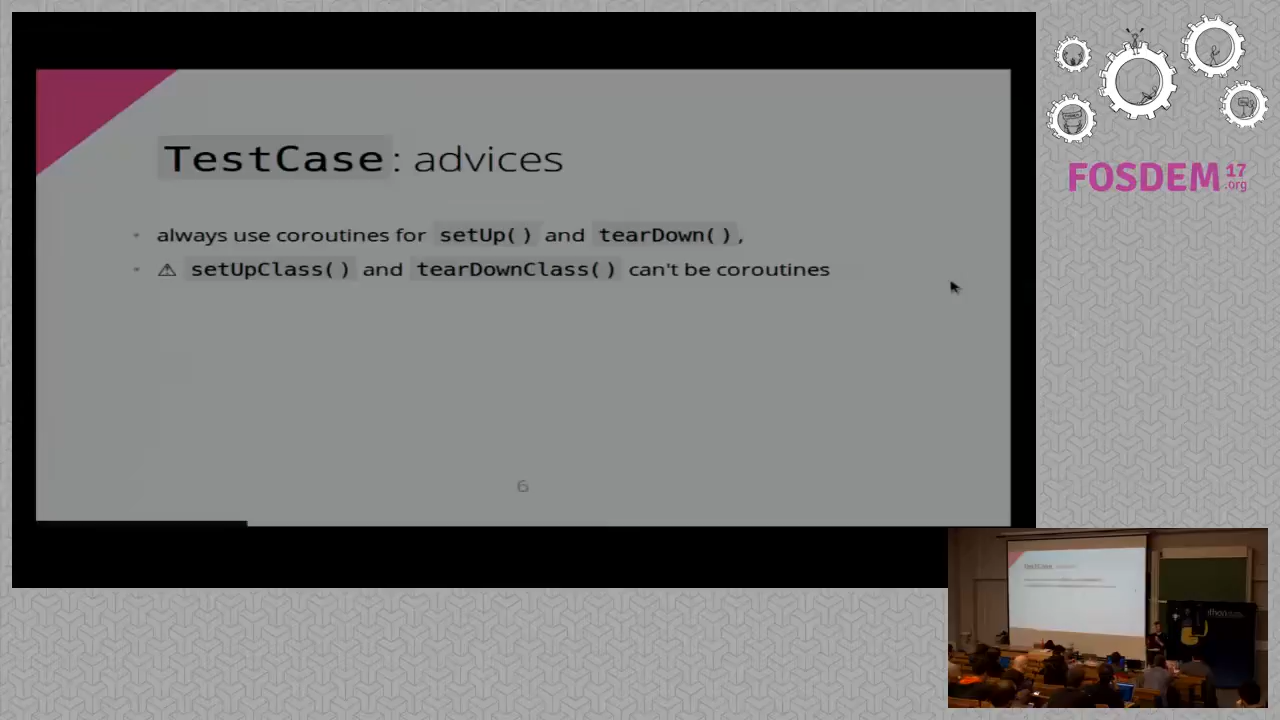 TestCase : advices
always use coroutines for setUp() and tearDown(),
⚠ setUpClass() and tearDownClass() can't be coroutines
6
FOSDEM 17
.org